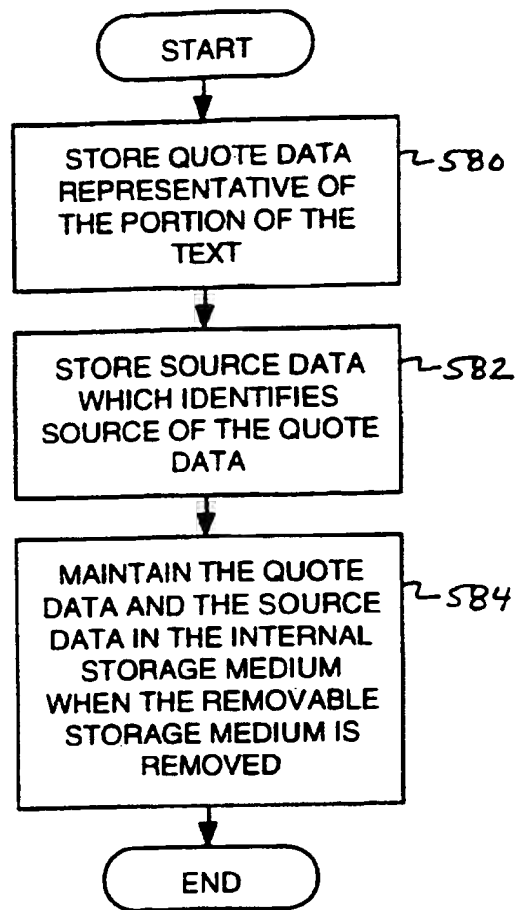 START
STORE QUOTE DATA
REPRESENTATIVE OF
THE PORTION OF THE
TEXT
580
STORE SOURCE DATA
WHICH IDENTIFIES
SOURCE OF THE QUOTE
DATA
582
MAINTAIN THE QUOTE
DATA AND THE SOURCE
DATA IN THE INTERNAL
STORAGE MEDIUM
WHEN THE REMOVABLE
STORAGE MEDIUM IS
REMOVED
584
END